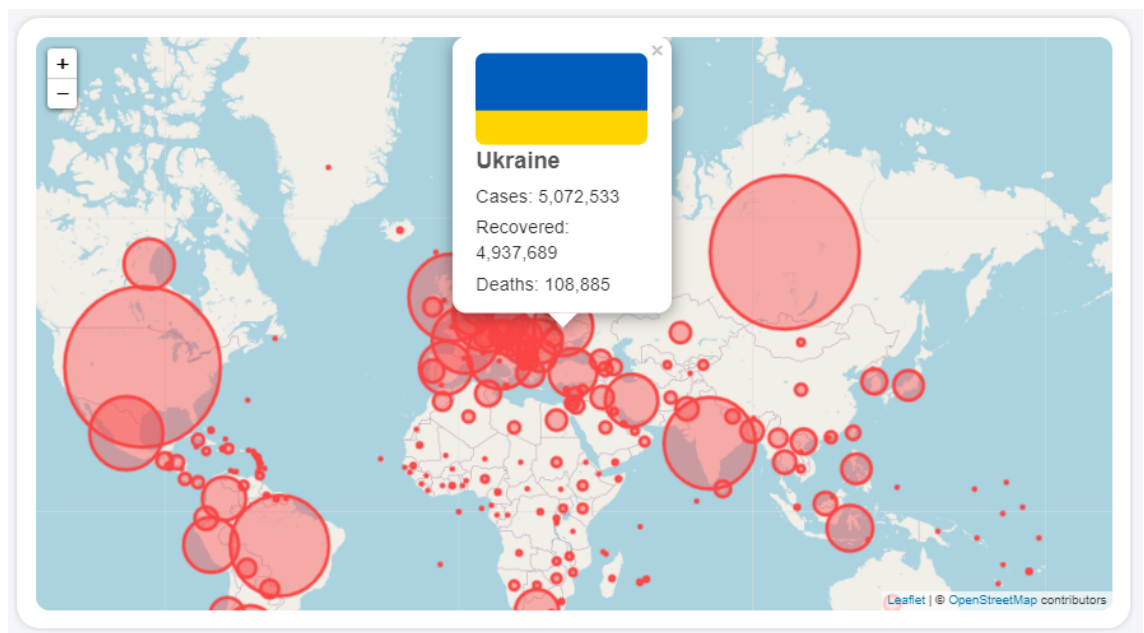 +
−
×
Ukraine
Cases: 5,072,533
Recovered:
4,937,689
Deaths: 108,885
Leaflet | © OpenStreetMap contributors